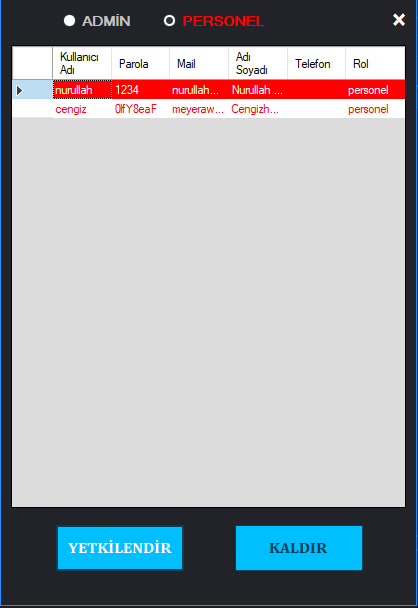 ADMİN PERSONEL
Kullanıcı Adı Parola Mail Adı Soyadı Telefon Rol
nurullah 1234 nurullah... Nurullah ... personel
cengiz 0lfY8eaF meyeraw... Cengizh... personel
YETKİLENDİR KALDIR